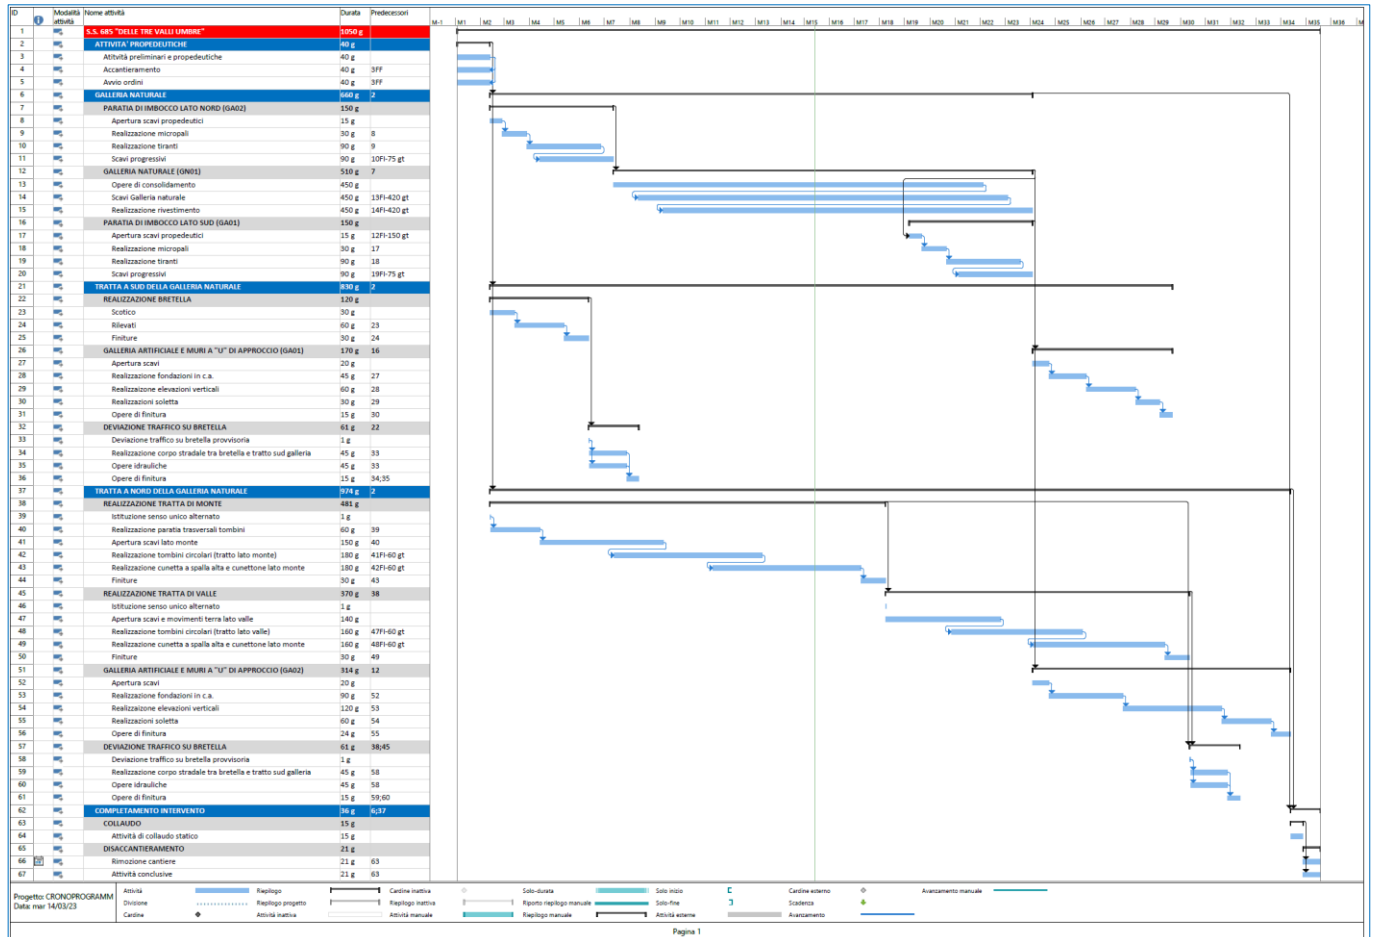 ID Modalità attività Nome attività Durata Predecessori
M-1 M1 M2 M3 M4 M5 M6 M7 M8 M9 M10 M11 M12 M13 M14 M15 M16 M17 M18 M19 M20 M21 M22 M23 M24 M25 M26 M27 M28 M29 M30 M31 M32 M33 M34 M35 M36 M
1 S.S. 685 "DELLE TRE VALLI UMBRE" 1050 g
2 ATTIVITA' PROPEDEUTICHE 40 g
3 Atitvità preliminari e propedeutiche 40 g
4 Accantieramento 40 g 3FF
5 Avvio ordini 40 g 3FF
6 GALLERIA NATURALE 660 g 2
7 PARATIA DI IMBOCCO LATO NORD (GA02) 150 g
8 Apertura scavi propedeutici 15 g
9 Realizzazione micropali 30 g 8
10 Realizzazione tiranti 90 g 9
11 Scavi progressivi 90 g 10FI-75 gt
12 GALLERIA NATURALE (GN01) 510 g 7
13 Opere di consolidamento 450 g
14 Scavi Galleria naturale 450 g 13FI-420 gt
15 Realizzazione rivestimento 450 g 14FI-420 gt
16 PARATIA DI IMBOCCO LATO SUD (GA01) 150 g
17 Apertura scavi propedeutici 15 g 12FI-150 gt
18 Realizzazione micropali 30 g 17
19 Realizzazione tiranti 90 g 18
20 Scavi progressivi 90 g 19FI-75 gt
21 TRATTA A SUD DELLA GALLERIA NATURALE 830 g 2
22 REALIZZAZIONE BRETELLA 120 g
23 Scotico 30 g
24 Rilevati 60 g 23
25 Finiture 30 g 24
26 GALLERIA ARTIFICIALE E MURI A "U" DI APPROCCIO (GA01) 170 g 16
27 Apertura scavi 20 g
28 Realizzazione fondazioni in c.a. 45 g 27
29 Realizzaizone elevazioni verticali 60 g 28
30 Realizzazioni soletta 30 g 29
31 Opere di finitura 15 g 30
32 DEVIAZIONE TRAFFICO SU BRETELLA 61 g 22
33 Deviazione traffico su bretella provvisoria 1 g
34 Realizzazione corpo stradale tra bretella e tratto sud galleria 45 g 33
35 Opere idrauliche 45 g 33
36 Opere di finitura 15 g 34;35
37 TRATTA A NORD DELLA GALLERIA NATURALE 974 g 2
38 REALIZZAZIONE TRATTA DI MONTE 481 g
39 Istituzione senso unico alternato 1 g
40 Realizzazione paratia trasversali tombini 60 g 39
41 Apertura scavi lato monte 150 g 40
42 Realizzazione tombini circolari (tratto lato monte) 180 g 41FI-60 gt
43 Realizzazione cunetta a spalla alta e cunettone lato monte 180 g 42FI-60 gt
44 Finiture 30 g 43
45 REALIZZAZIONE TRATTA DI VALLE 370 g 38
46 Istituzione senso unico alternato 1 g
47 Apertura scavi e movimenti terra lato valle 140 g
48 Realizzazione tombini circolari (tratto lato valle) 160 g 47FI-60 gt
49 Realizzazione cunetta a spalla alta e cunettone lato monte 160 g 48FI-60 gt
50 Finiture 30 g 49
51 GALLERIA ARTIFICIALE E MURI A "U" DI APPROCCIO (GA02) 314 g 12
52 Apertura scavi 20 g
53 Realizzazione fondazioni in c.a. 90 g 52
54 Realizzaizone elevazioni verticali 120 g 53
55 Realizzazioni soletta 60 g 54
56 Opere di finitura 24 g 55
57 DEVIAZIONE TRAFFICO SU BRETELLA 61 g 38;45
58 Deviazione traffico su bretella provvisoria 1 g
59 Realizzazione corpo stradale tra bretella e tratto sud galleria 45 g 58
60 Opere idrauliche 45 g 58
61 Opere di finitura 15 g 59;60
62 COMPLETAMENTO INTERVENTO 36 g 6;37
63 COLLAUDO 15 g
64 Attività di collaudo statico 15 g
65 DISACCANTIERAMENTO 21 g
66 Rimozione cantiere 21 g 63
67 Attività conclusive 21 g 63
Progetto: CRONOPROGRAMM
Data: mar 14/03/23
Attività Riepilogo Cardine inattiva Solo-durata Solo inizio Cardine esterno Avanzamento manuale
Divisione Riepilogo progetto Riepilogo inattiva Riporto riepilogo manuale Solo-fine Scadenza
Cardine Attività inattiva Attività manuale Riepilogo manuale Attività esterne Avanzamento
Pagina 1